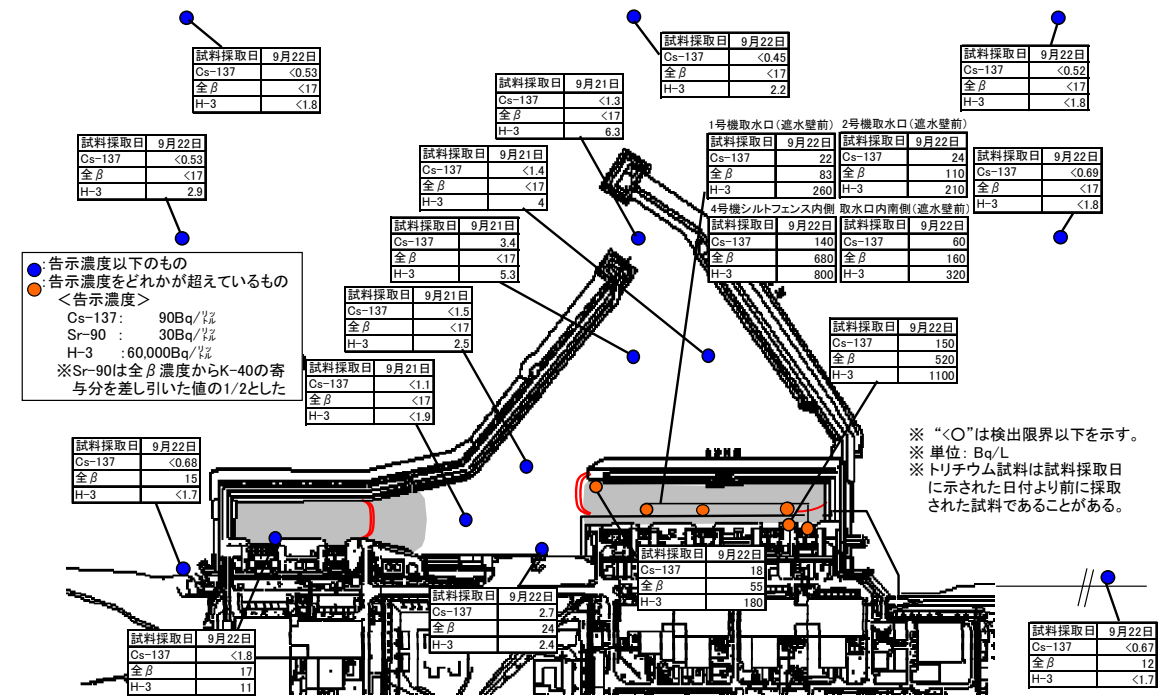 試料採取日 9月22日
Cs-137 <0.53
全β <17
H-3 <1.8
試料採取日 9月22日
Cs-137 <0.45
全β <17
H-3 2.2
試料採取日 9月22日
Cs-137 <0.52
全β <17
H-3 <1.8
試料採取日 9月21日
Cs-137 <1.3
全β <17
H-3 6.3
試料採取日 9月22日
Cs-137 <0.53
全β <17
H-3 2.9
試料採取日 9月21日
Cs-137 <1.4
全β <17
H-3 4
1号機取水口(遮水壁前)
試料採取日 9月22日
Cs-137 22
全β 83
H-3 260
2号機取水口(遮水壁前)
試料採取日 9月22日
Cs-137 24
全β 110
H-3 210
試料採取日 9月22日
Cs-137 <0.69
全β <17
H-3 <1.8
4号機シルトフェンス内側
試料採取日 9月22日
Cs-137 140
全β 680
H-3 800
取水口内南側(遮水壁前)
試料採取日 9月22日
Cs-137 60
全β 160
H-3 320
試料採取日 9月21日
Cs-137 3.4
全β <17
H-3 5.3
:告示濃度以下のもの
:告示濃度をどれかが超えているもの
<告示濃度>
Cs-137: 90Bq/㍑
Sr-90 : 30Bq/㍑
H-3 :60,000Bq/㍑
※Sr-90は全β濃度からK-40の寄
与分を差し引いた値の1/2とした
試料採取日 9月21日
Cs-137 <1.5
全β <17
H-3 2.5
試料採取日 9月22日
Cs-137 150
全β 520
H-3 1100
試料採取日 9月21日
Cs-137 <1.1
全β <17
H-3 <1.9
※ “<○”は検出限界以下を示す。
※ 単位: Bq/L
※ トリチウム試料は試料採取日
に示された日付より前に採取
された試料であることがある。
試料採取日 9月22日
Cs-137 <0.68
全β 15
H-3 <1.7
試料採取日 9月22日
Cs-137 18
全β 55
H-3 180
試料採取日 9月22日
Cs-137 2.7
全β 24
H-3 2.4
試料採取日 9月22日
Cs-137 <1.8
全β 17
H-3 11
試料採取日 9月22日
Cs-137 <0.67
全β 12
H-3 <1.7